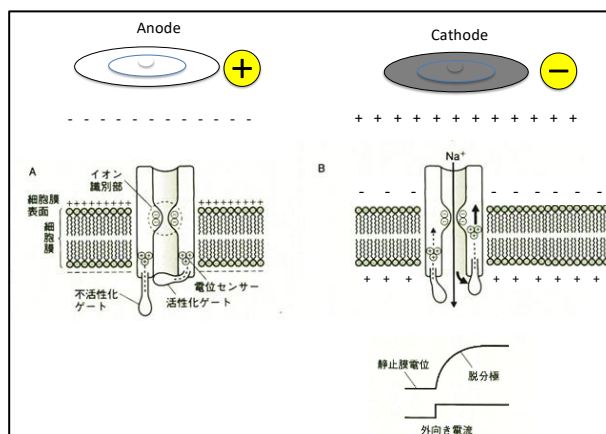 Anode
Cathode
+
−
- - - - - - - - - - - - -
+ + + + + + + + + + + +
A
イオン
識別部
細胞膜
表面
+++++++++++
+++++++++++
細胞膜
不活性化
ゲート
活性化ゲート
電位センサー
B
Na⁺
- - - -
- - - - - -
+ + + +
+ + + + + +
静止膜電位
脱分極
外向き電流